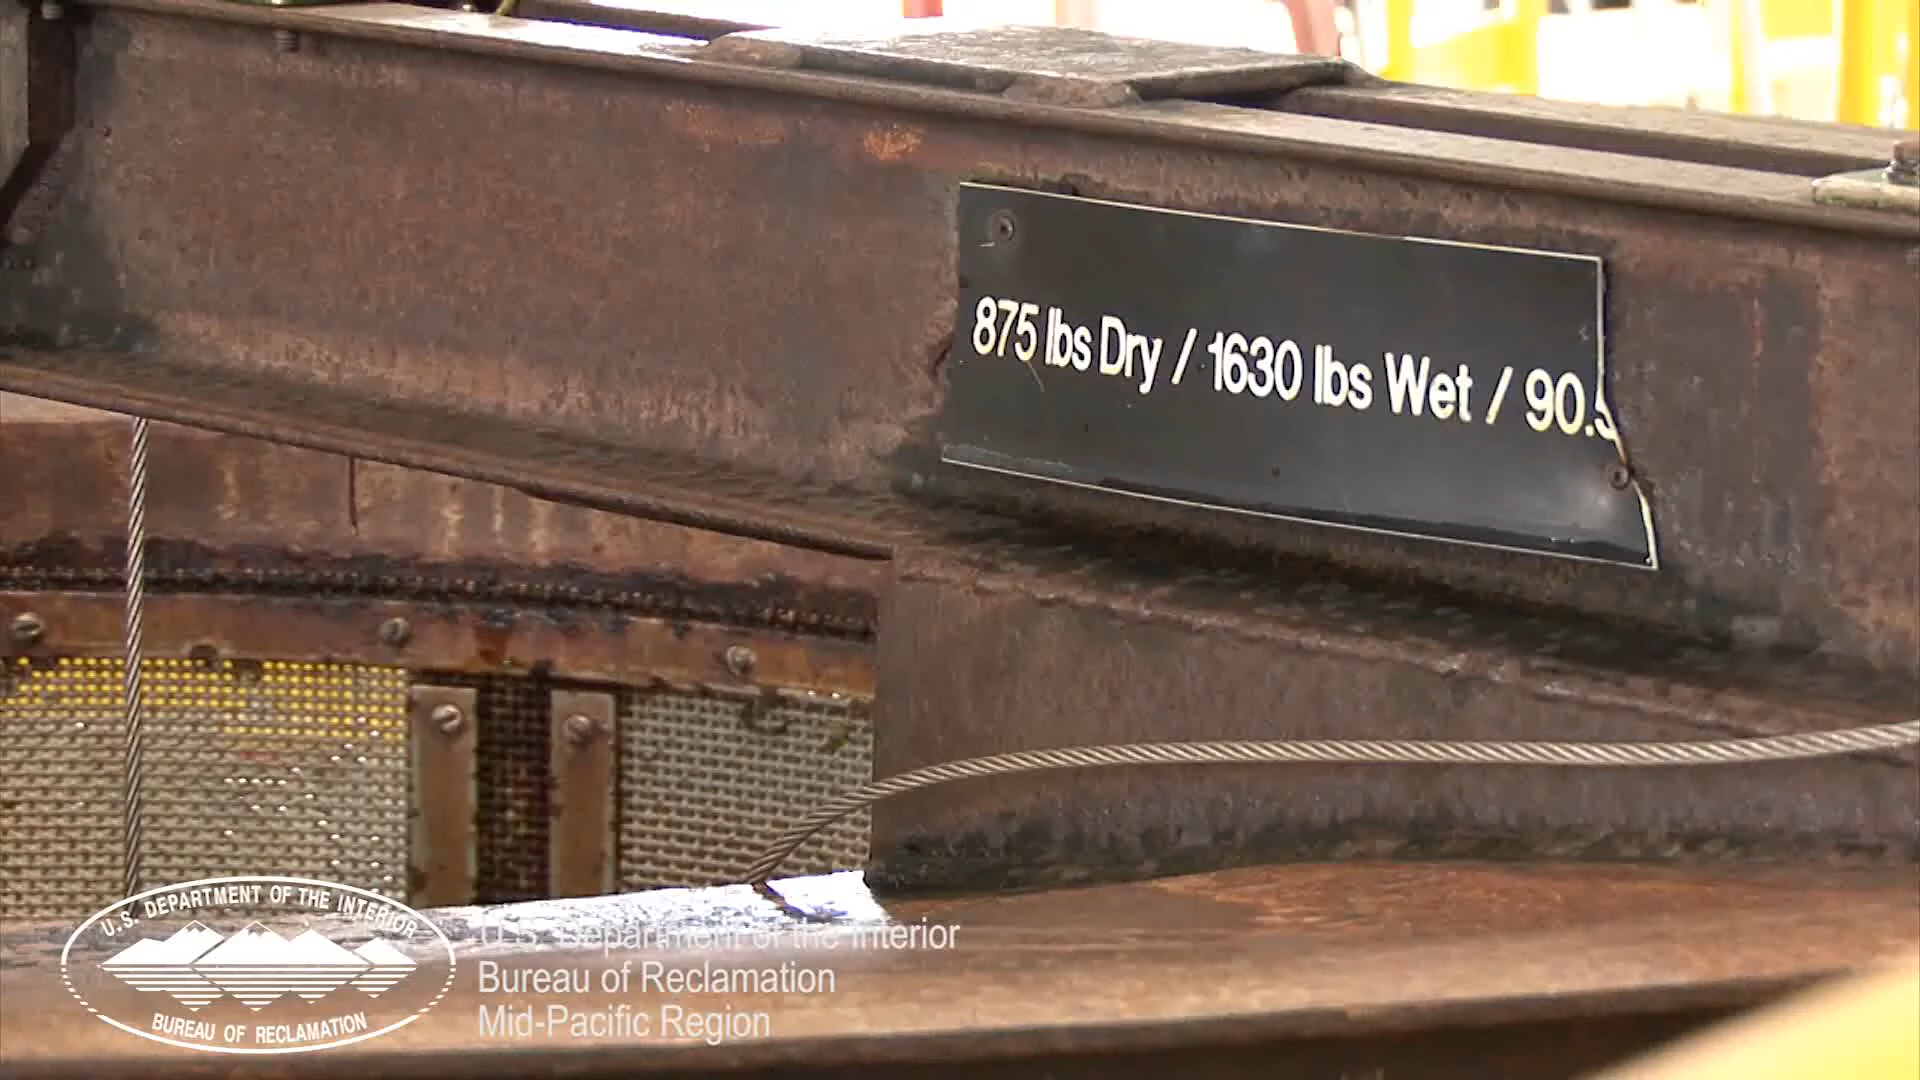 875 lbs Dry / 1630 lbs Wet / 90.5
U.S. DEPARTMENT OF THE INTERIOR
BUREAU OF RECLAMATION
U.S. Department of the Interior
Bureau of Reclamation
Mid-Pacific Region